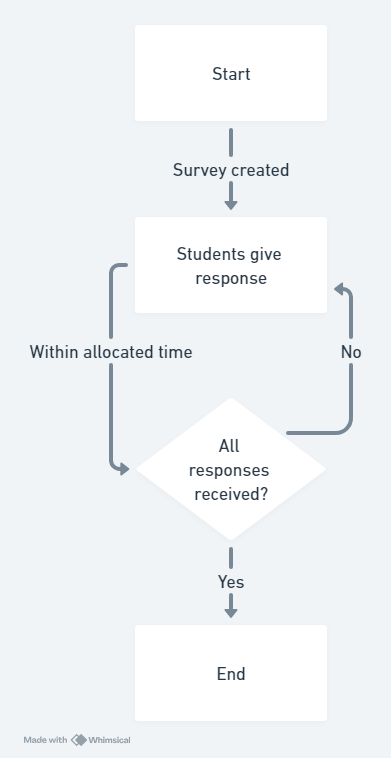 Start
Survey created
Students give
response
Within allocated time
No
All
responses
received?
Yes
End
Made with Whimsical